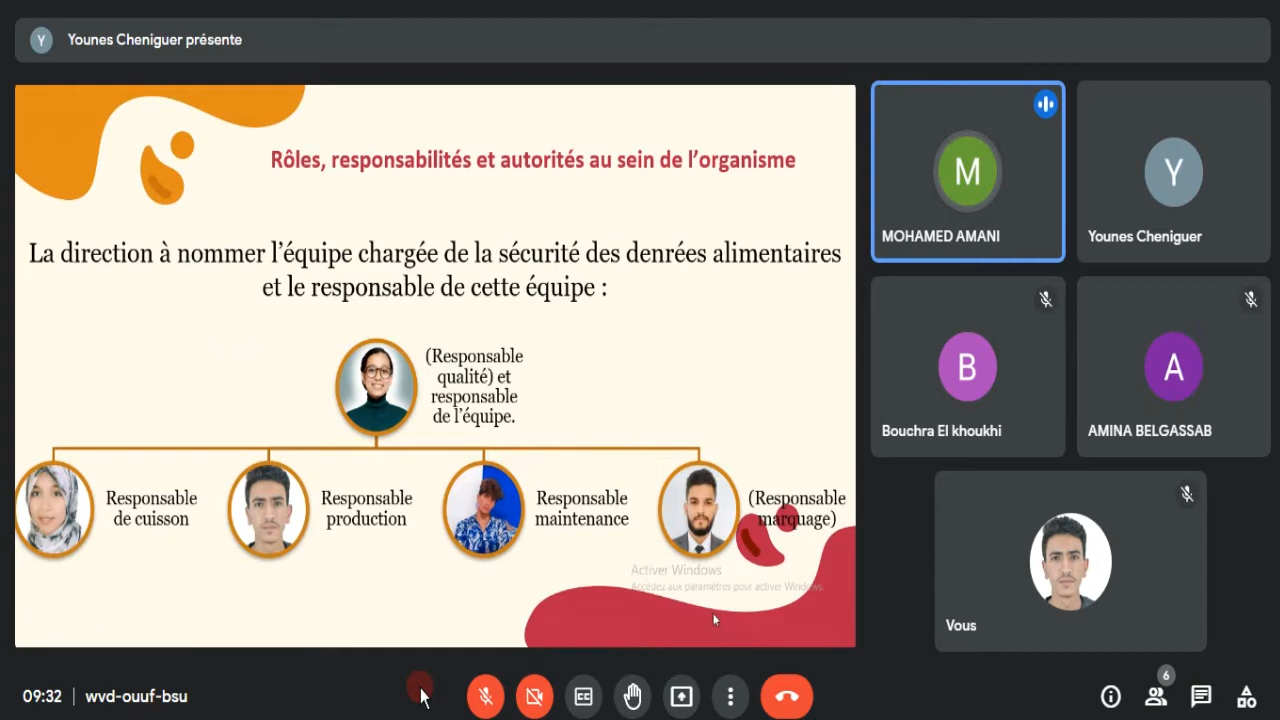 Y Younes Cheniguer présente
Rôles, responsabilités et autorités au sein de l’organisme
La direction à nommer l’équipe chargée de la sécurité des denrées alimentaires
et le responsable de cette équipe :
(Responsable
qualité) et
responsable
de l’équipe.
Responsable
de cuisson
Responsable
production
Responsable
maintenance
(Responsable
marquage)
Activer Windows
Accédez aux paramètres pour activer Windows.
M
MOHAMED AMANI
Y
Younes Cheniguer
B
Bouchra El khoukhi
A
AMINA BELGASSAB
Vous
09:32 | wvd-ouuf-bsu
CC
6